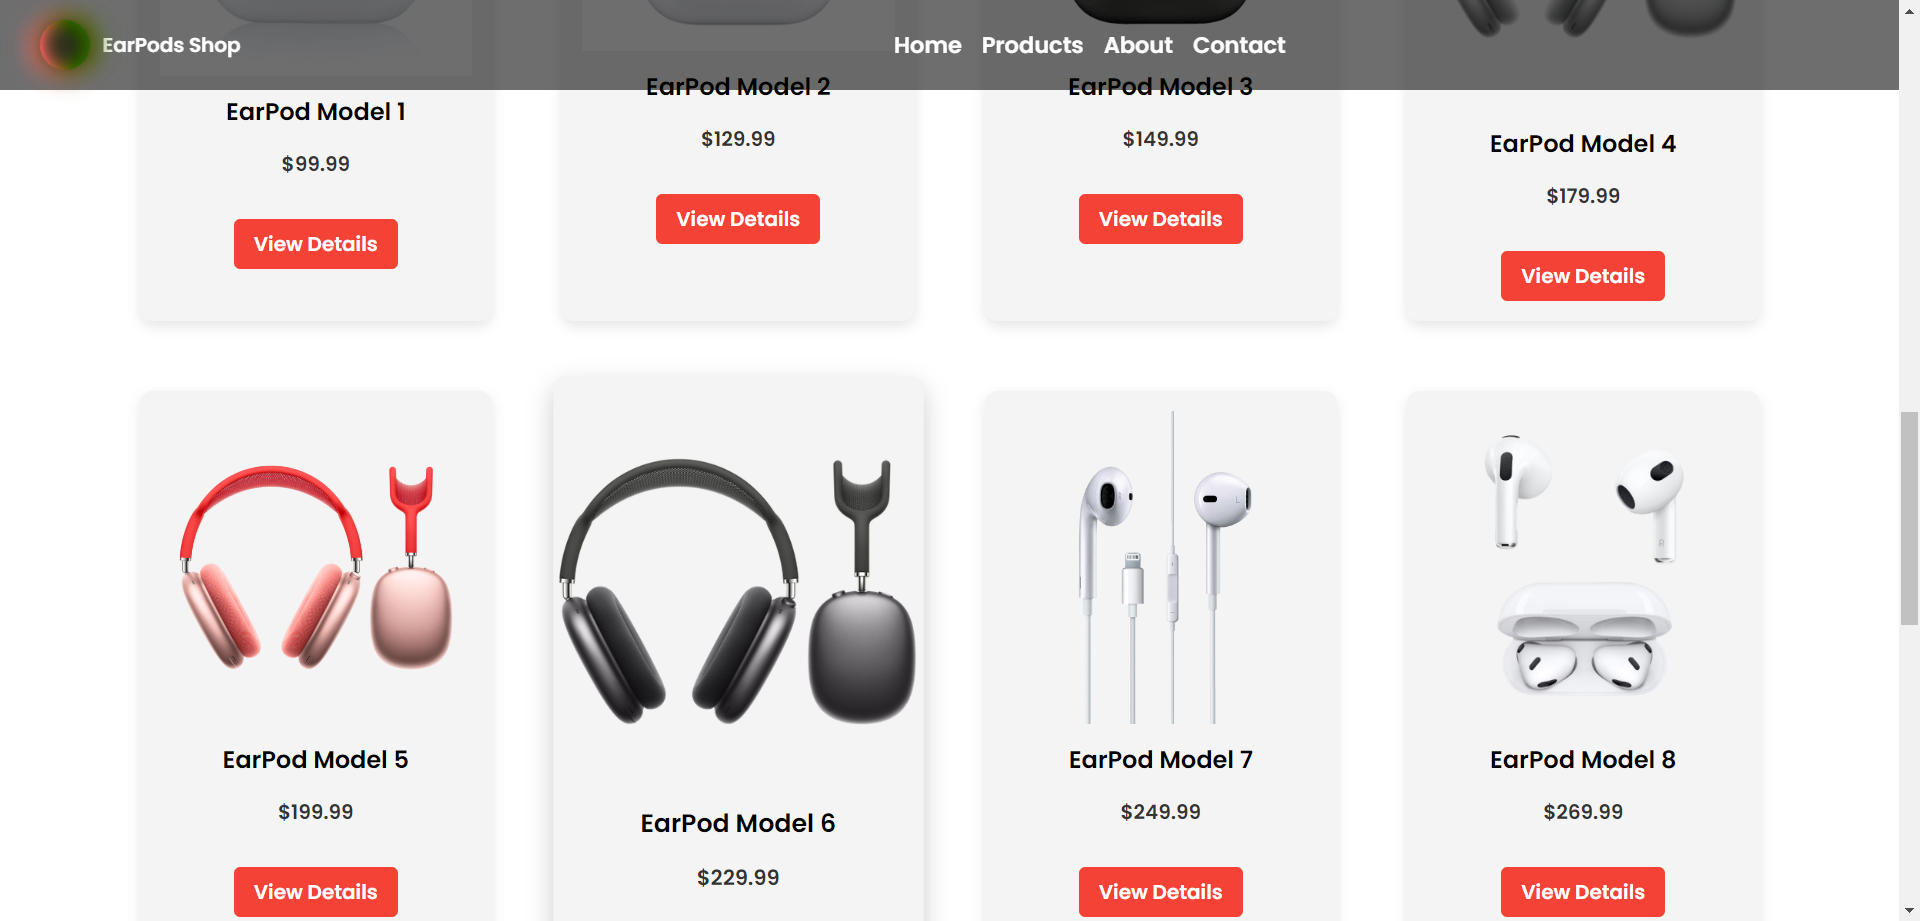 EarPods Shop
Home Products About Contact
EarPod Model 1
$99.99
View Details
EarPod Model 2
$129.99
View Details
EarPod Model 3
$149.99
View Details
EarPod Model 4
$179.99
View Details
EarPod Model 5
$199.99
View Details
EarPod Model 6
$229.99
EarPod Model 7
$249.99
View Details
EarPod Model 8
$269.99
View Details